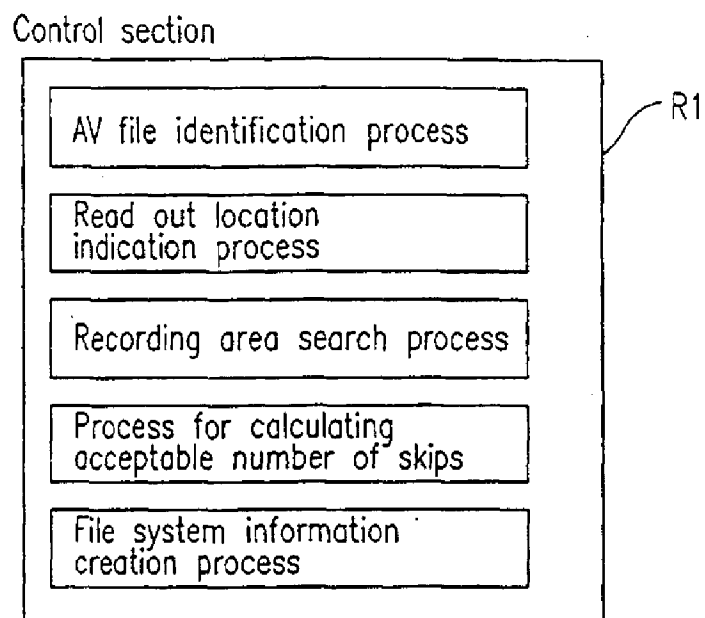 Control section
R1
AV file identification process
Read out location
indication process
Recording area search process
Process for calculating
acceptable number of skips
File system information
creation process